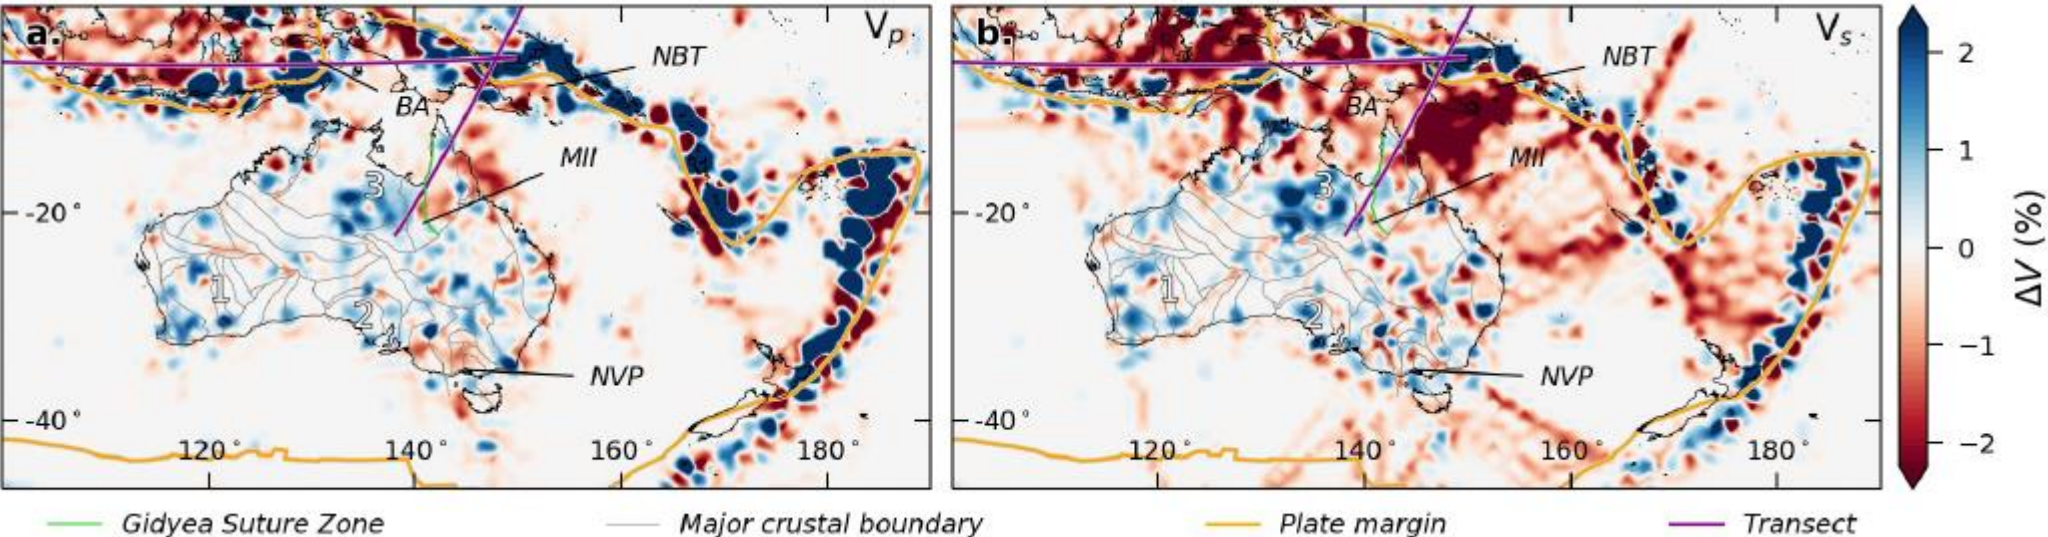 a. Vp
NBT
BA
MII
3
-20°
1
2
NVP
-40°
120° 140° 160° 180°
b. Vs
NBT
BA
MII
3
-20°
1
2
NVP
-40°
120° 140° 160° 180°
2
1
0
−1
−2
ΔV (%)
Gidyea Suture Zone Major crustal boundary Plate margin Transect